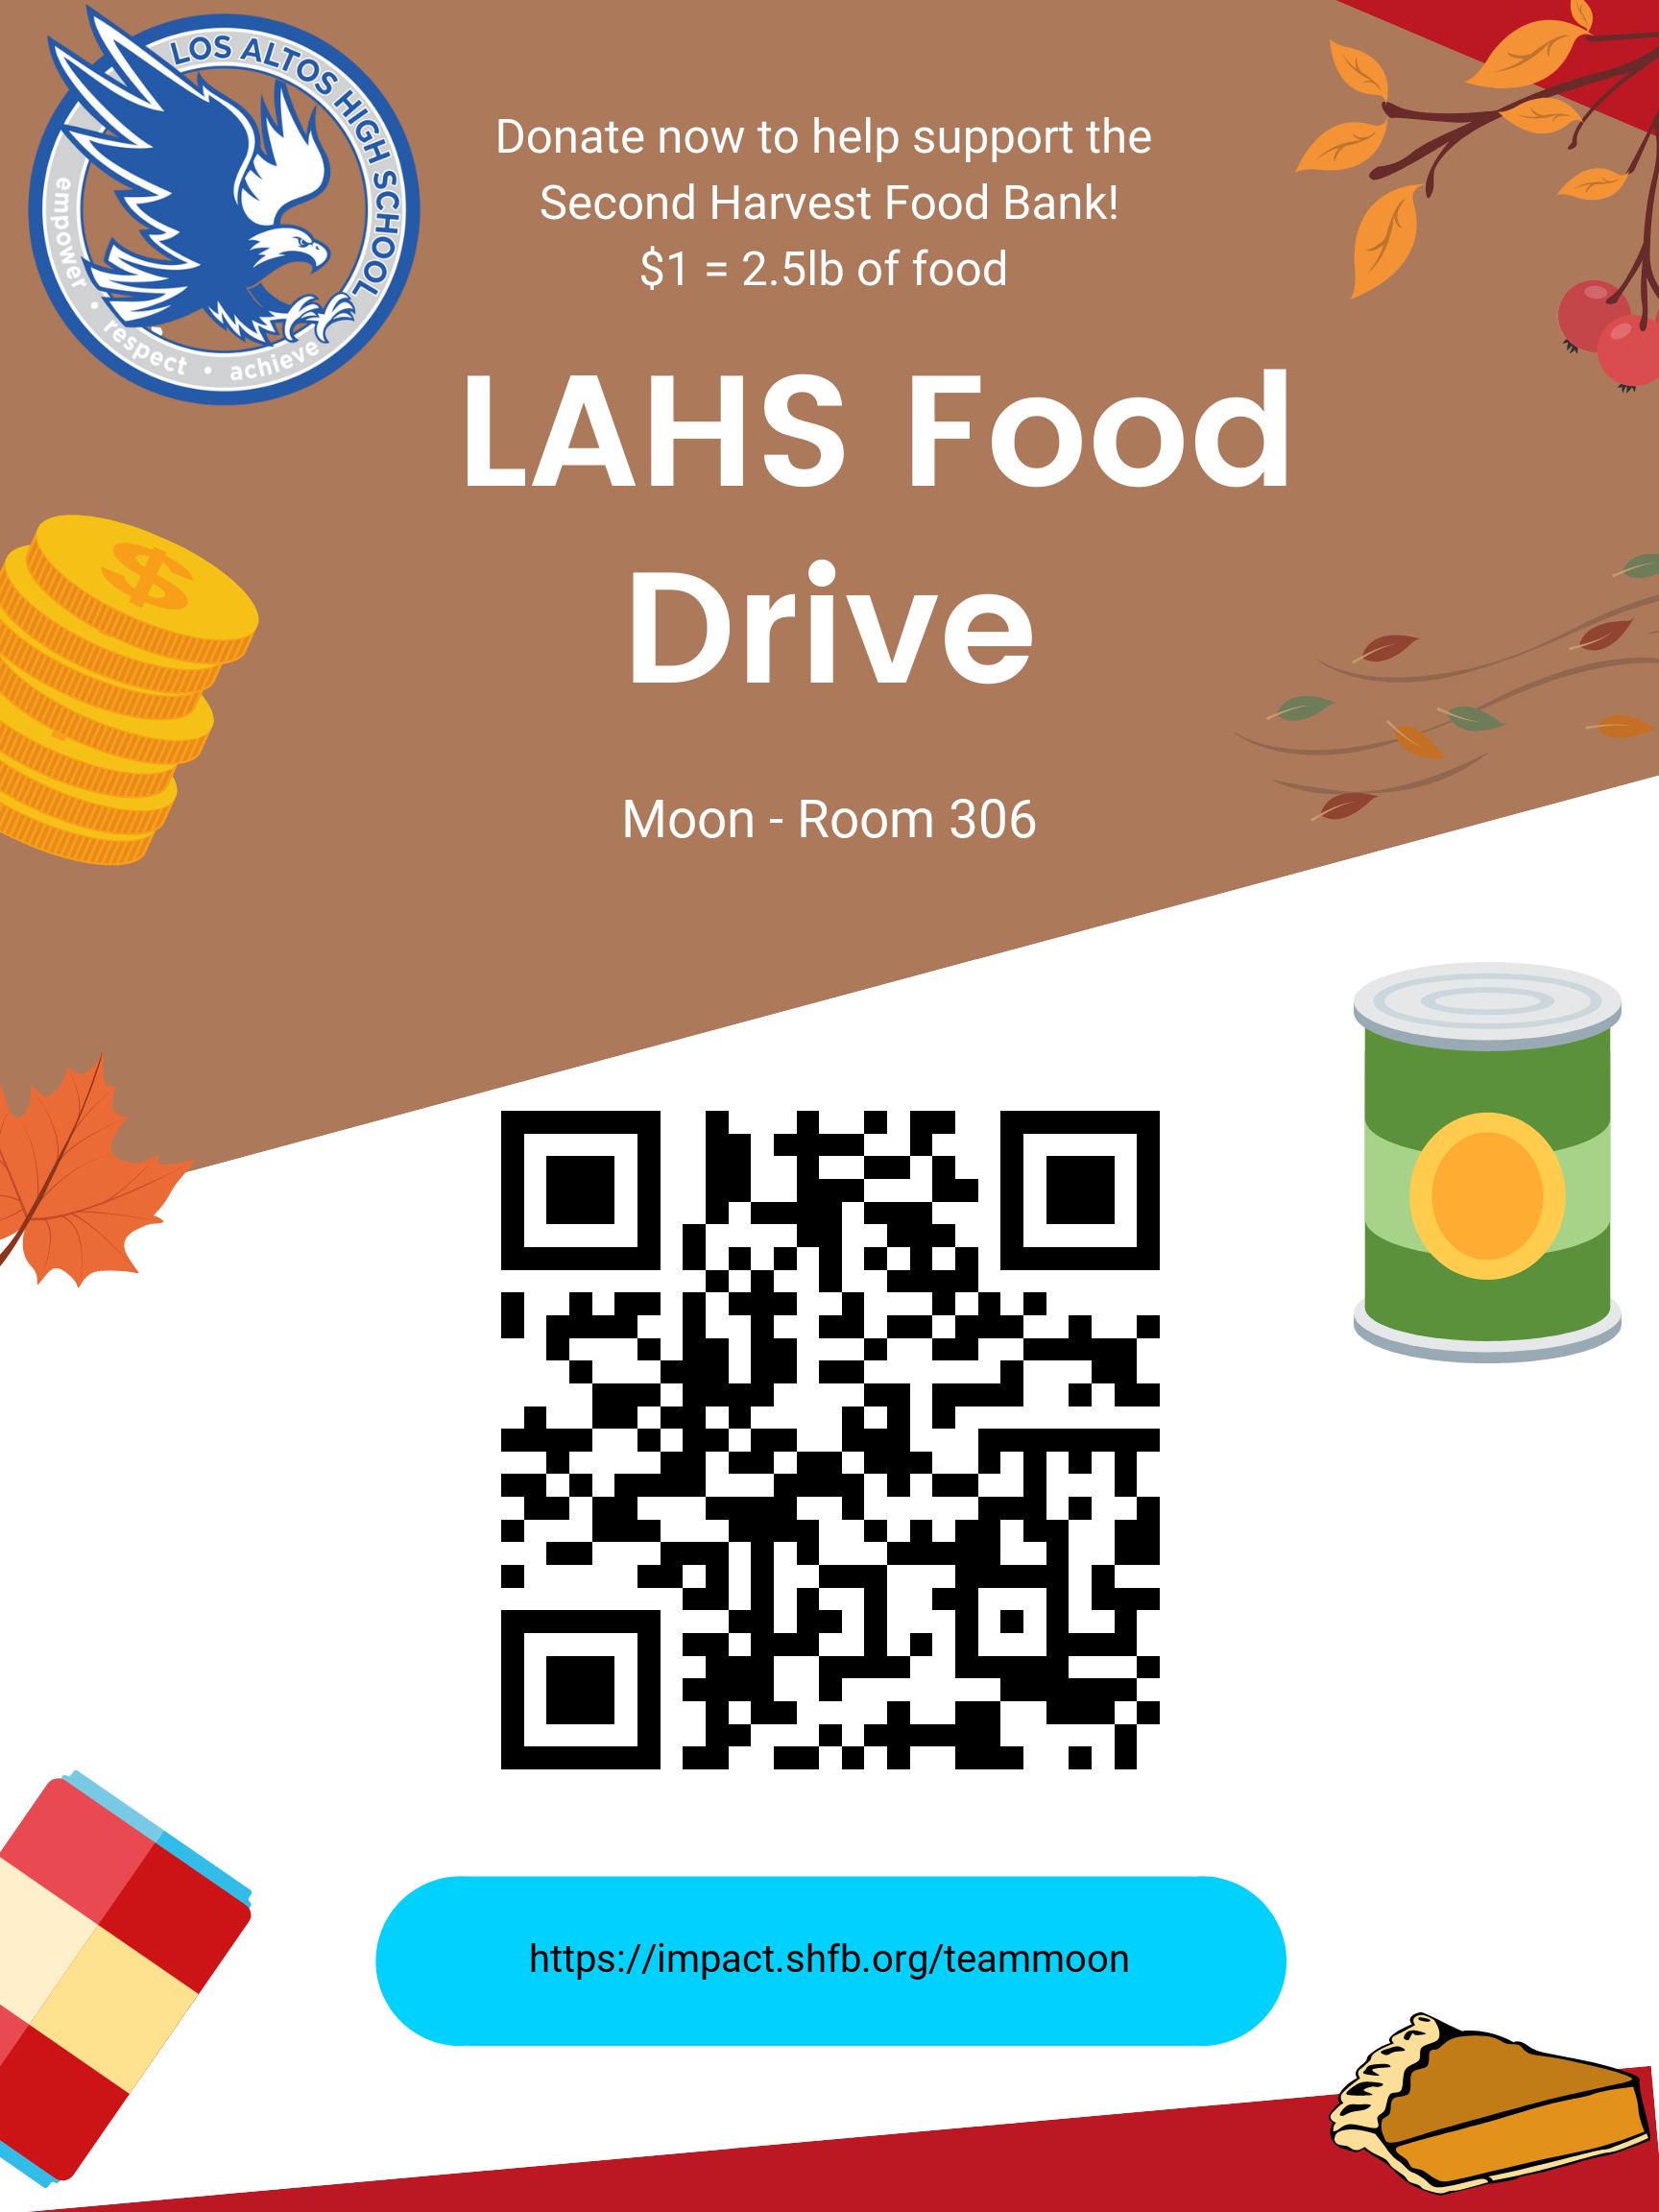 LOS ALTOS HIGH SCHOOL
empower • respect • achieve
Donate now to help support the
Second Harvest Food Bank!
$1 = 2.5lb of food
LAHS Food
Drive
$
Moon - Room 306
https://impact.shfb.org/teammoon